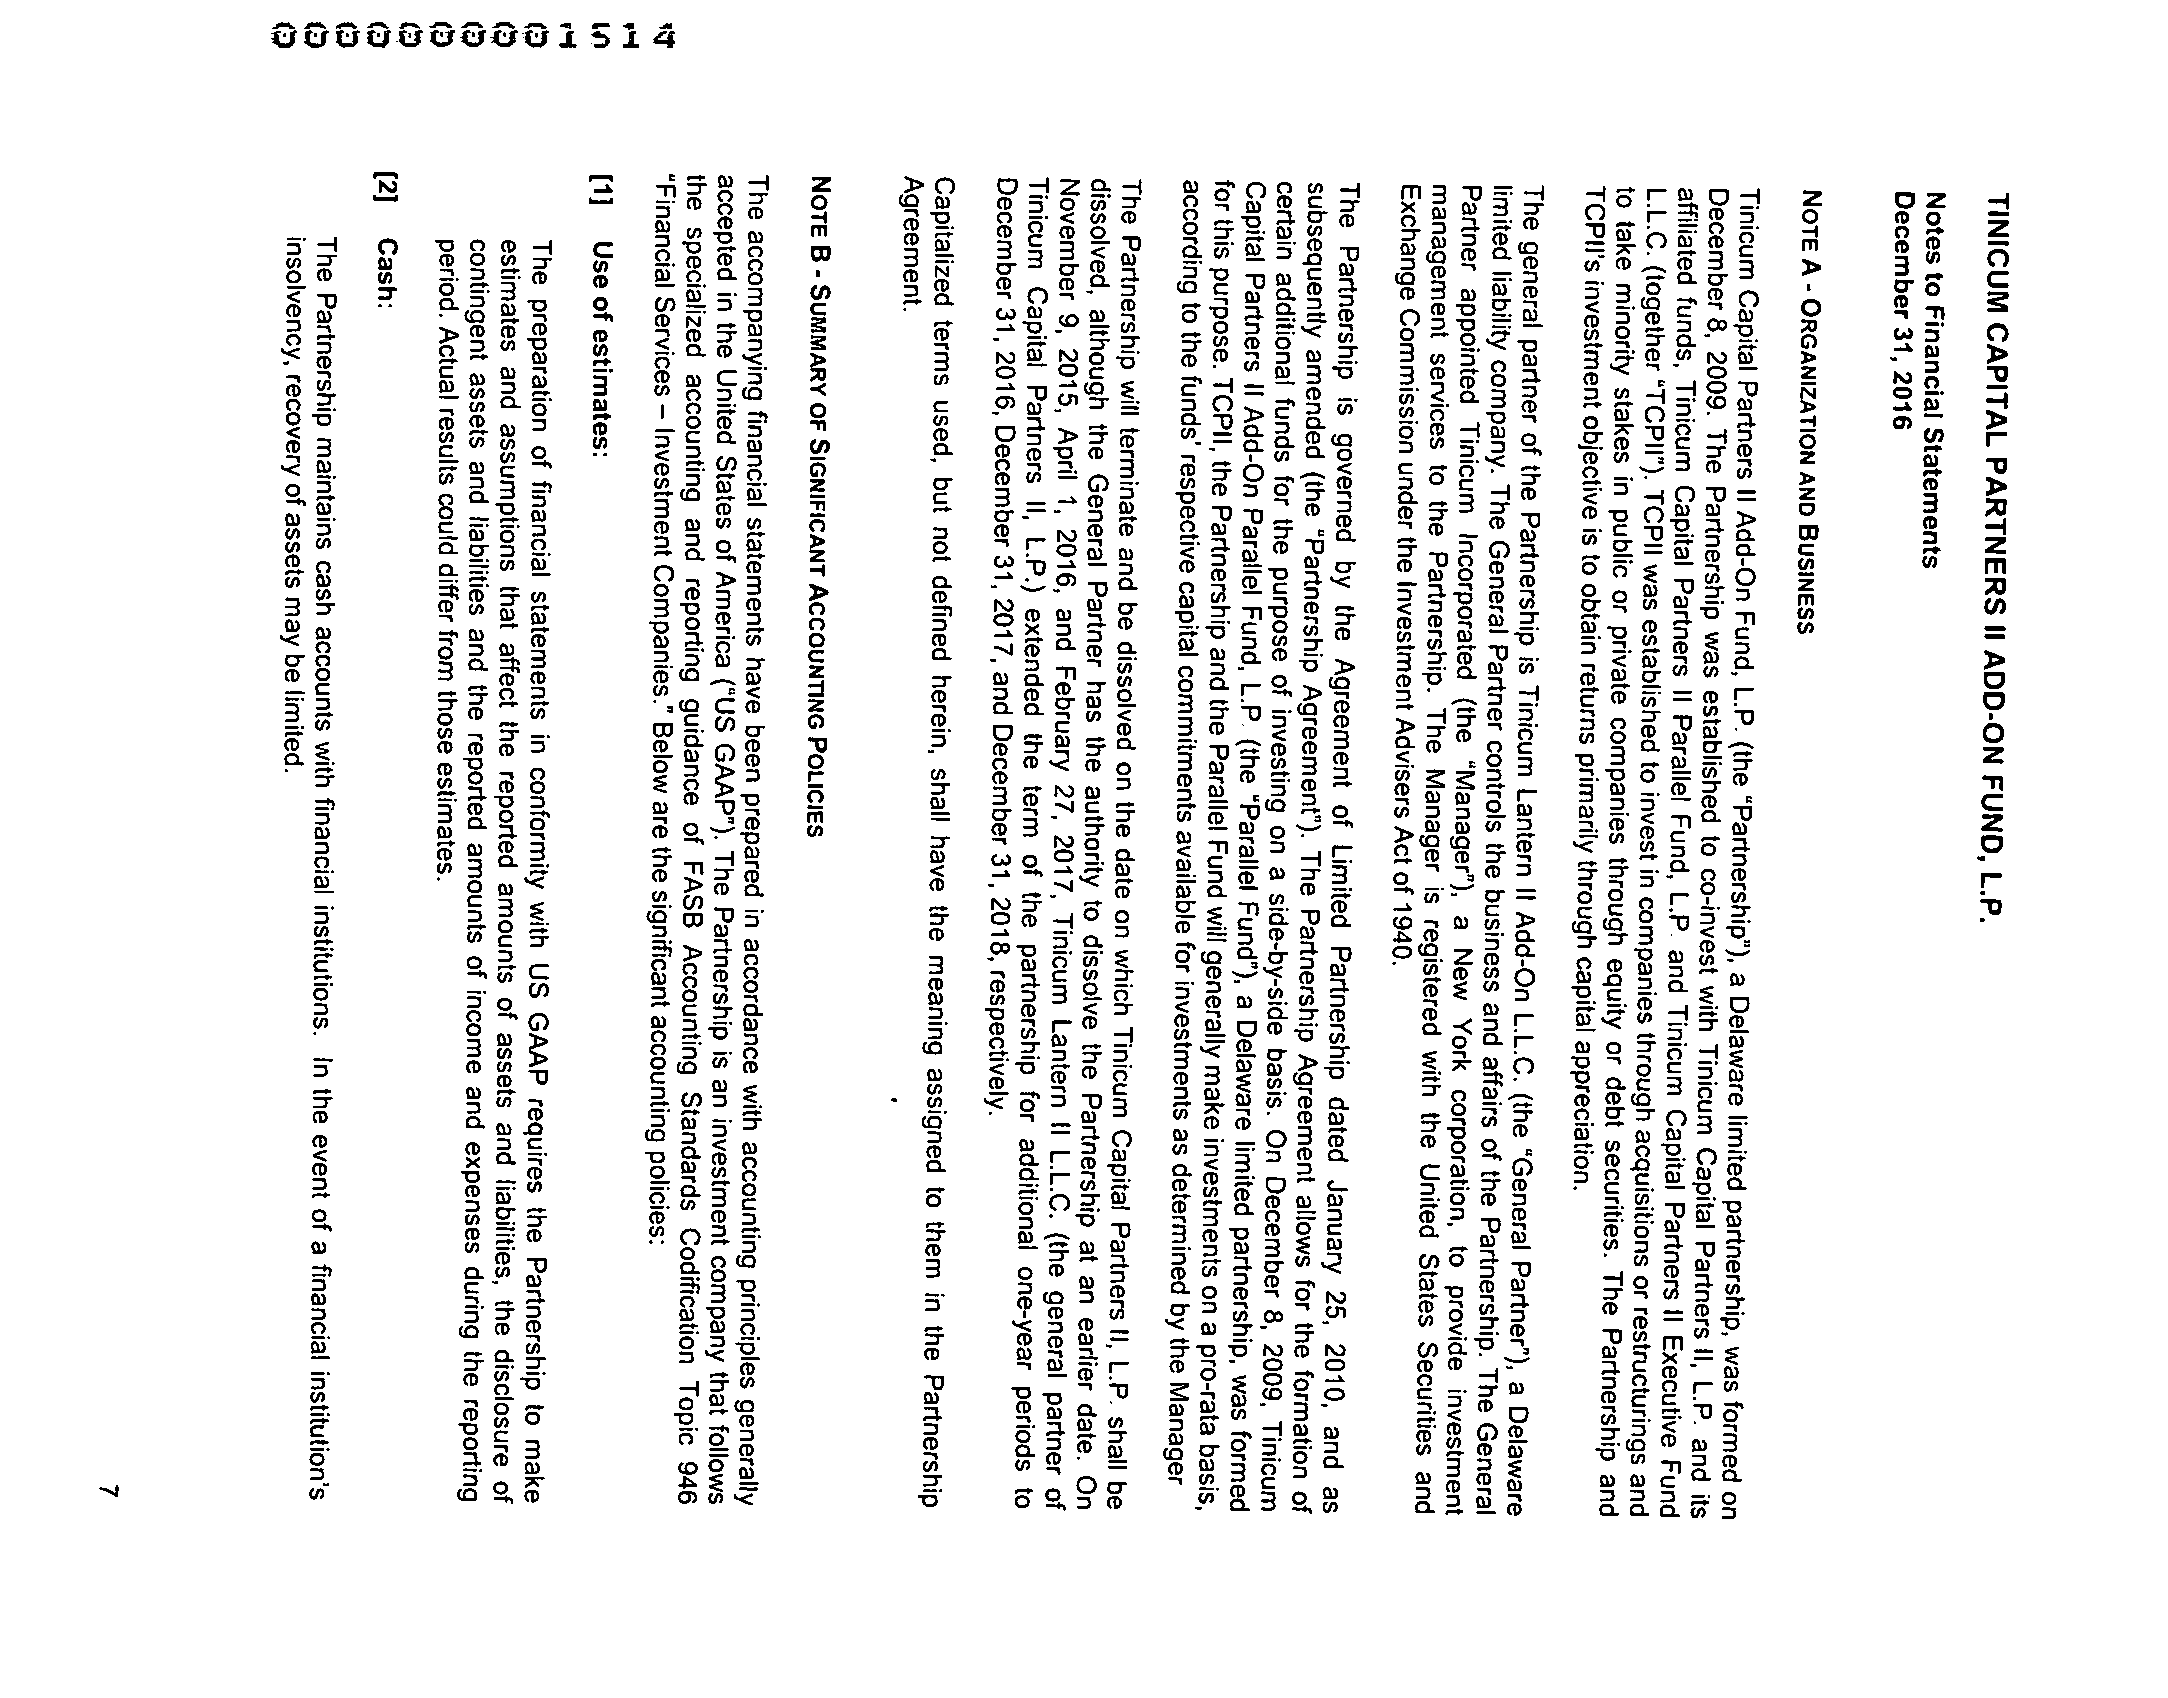 TINICUM CAPITAL PARTNERS II ADD-ON FUND, L.P.
Notes to Financial Statements
December 31, 2016
NOTE A - ORGANIZATION AND BUSINESS
Tinicum Capital Partners II Add-On Fund, L.P. (the “Partnership”), a Delaware limited partnership, was formed on
December 8, 2009. The Partnership was established to co-invest with Tinicum Capital Partners II, L.P. and its
affiliated funds, Tinicum Capital Partners II Parallel Fund, L.P. and Tinicum Capital Partners II Executive Fund
L.L.C. (together “TCPII”). TCPII was established to invest in companies through acquisitions or restructurings and
to take minority stakes in public or private companies through equity or debt securities. The Partnership and
TCPII's investment objective is to obtain returns primarily through capital appreciation.
The general partner of the Partnership is Tinicum Lantern II Add-On L.L.C. (the “General Partner”), a Delaware
limited liability company. The General Partner controls the business and affairs of the Partnership. The General
Partner appointed Tinicum Incorporated (the “Manager”), a New York corporation, to provide investment
management services to the Partnership. The Manager is registered with the United States Securities and
Exchange Commission under the Investment Advisers Act of 1940.
The Partnership is governed by the Agreement of Limited Partnership dated January 25, 2010, and as
subsequently amended (the “Partnership Agreement”). The Partnership Agreement allows for the formation of
certain additional funds for the purpose of investing on a side-by-side basis. On December 8, 2009, Tinicum
Capital Partners II Add-On Parallel Fund, L.P. (the “Parallel Fund”), a Delaware limited partnership, was formed
for this purpose. TCPII, the Partnership and the Parallel Fund will generally make investments on a pro-rata basis,
according to the funds' respective capital commitments available for investments as determined by the Manager
The Partnership will terminate and be dissolved on the date on which Tinicum Capital Partners II, L.P. shall be
dissolved, although the General Partner has the authority to dissolve the Partnership at an earlier date. On
November 9, 2015, April 1, 2016, and February 27, 2017, Tinicum Lantern II L.L.C. (the general partner of
Tinicum Capital Partners II, L.P.) extended the term of the partnership for additional one-year periods to
December 31, 2016, December 31, 2017, and December 31, 2018, respectively.
Capitalized terms used, but not defined herein, shall have the meaning assigned to them in the Partnership
Agreement.
NOTE B - SUMMARY OF SIGNIFICANT ACCOUNTING POLICIES
The accompanying financial statements have been prepared in accordance with accounting principles generally
accepted in the United States of America (“US GAAP”). The Partnership is an investment company that follows
the specialized accounting and reporting guidance of FASB Accounting Standards Codification Topic 946
“Financial Services – Investment Companies.” Below are the significant accounting policies:
[1] Use of estimates:
The preparation of financial statements in conformity with US GAAP requires the Partnership to make
estimates and assumptions that affect the reported amounts of assets and liabilities, the disclosure of
contingent assets and liabilities and the reported amounts of income and expenses during the reporting
period. Actual results could differ from those estimates.
[2] Cash:
The Partnership maintains cash accounts with financial institutions. In the event of a financial institution's
insolvency, recovery of assets may be limited.
7
0000000001514